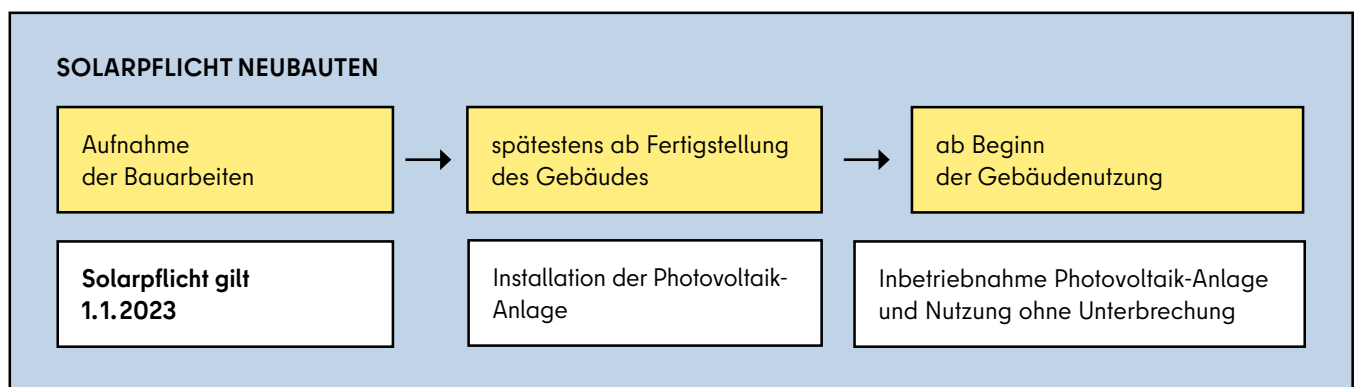 SOLARPFLICHT NEUBAUTEN
Aufnahme
der Bauarbeiten
spätestens ab Fertigstellung
des Gebäudes
ab Beginn
der Gebäudenutzung
Solarpflicht gilt
1.1.2023
Installation der Photovoltaik-
Anlage
Inbetriebnahme Photovoltaik-Anlage
und Nutzung ohne Unterbrechung